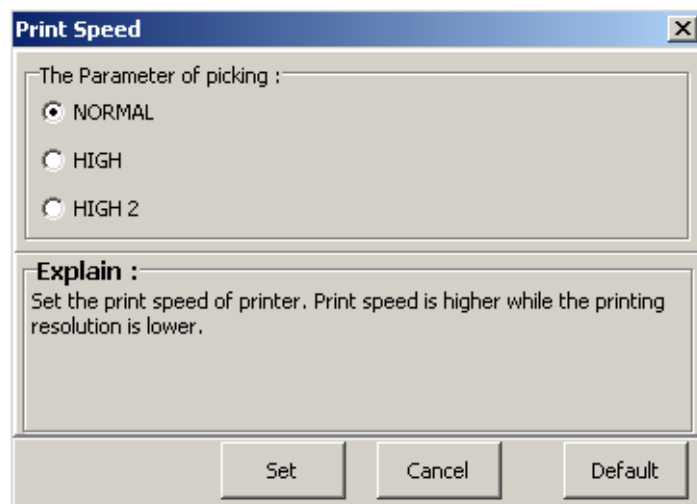 Print Speed
The Parameter of picking :
NORMAL
HIGH
HIGH 2
Explain :
Set the print speed of printer. Print speed is higher while the printing
resolution is lower.
Set
Cancel
Default